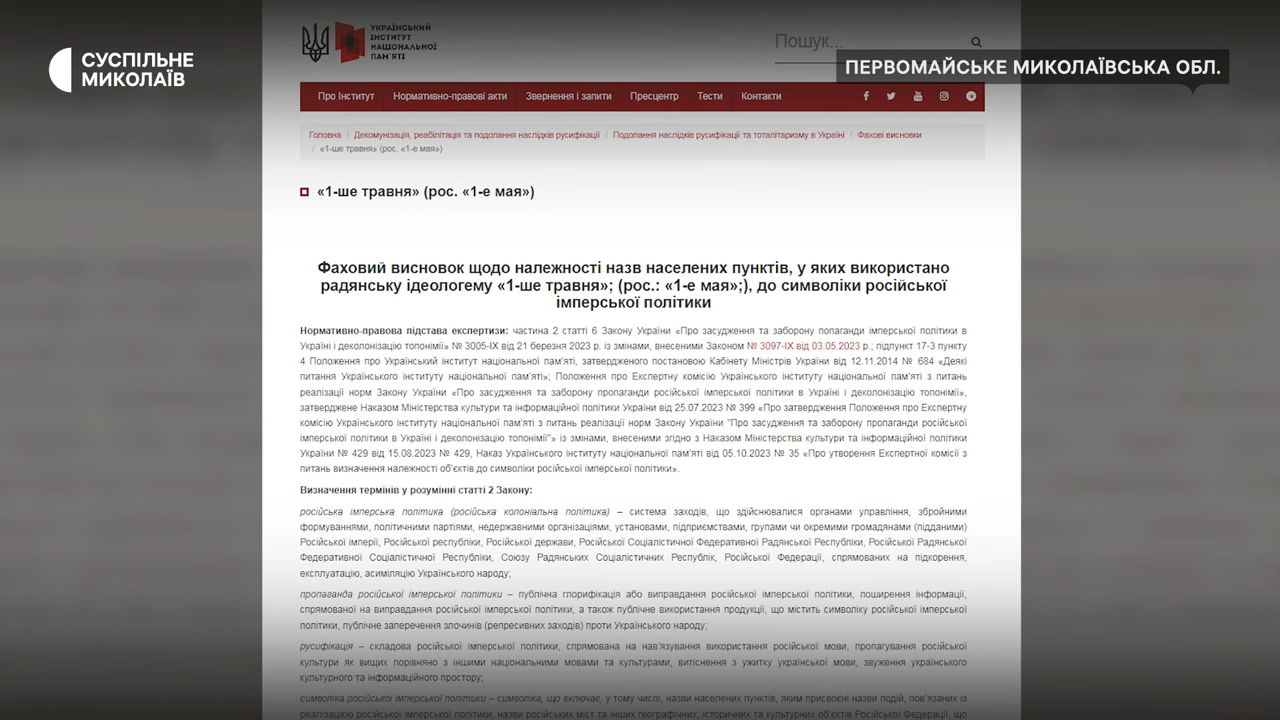 СУСПІЛЬНЕ
МИКОЛАЇВ
УКРАЇНСЬКИЙ
ІНСТИТУТ
НАЦІОНАЛЬНОЇ
ПАМ'ЯТІ
Пошук...
ПЕРВОМАЙСЬКЕ МИКОЛАЇВСЬКА ОБЛ.
Про Інститут Нормативно-правові акти Звернення і запити Пресцентр Тести Контакти
Головна / Декомунізація, реабілітація та подолання наслідків русифікації / Подолання наслідків русифікації та тоталітаризму в Україні / Фахові висновки
/ «1-ше травня» (рос. «1-е мая»)
«1-ше травня» (рос. «1-е мая»)
Фаховий висновок щодо належності назв населених пунктів, у яких використано
радянську ідеологему «1-ше травня»; (рос.: «1-е мая»;), до символіки російської
імперської політики
Нормативно-правова підстава експертизи: частина 2 статті 6 Закону України «Про засудження та заборону попаганди імперської політики в
Україні і деколонізацію топонімії» № 3005-IX від 21 березня 2023 р. із змінами, внесеними Законом № 3097-IX від 03.05.2023 р.; підпункт 17-3 пункту
4 Положення про Український інститут національної пам'яті, затвердженого постановою Кабінету Міністрів України від 12.11.2014 № 684 «Деякі
питання Українського інституту національної пам'яті»; Положення про Експертну комісію Українського інституту національної пам'яті з питань
реалізації норм Закону України «Про засудження та заборону пропаганди російської імперської політики в Україні і деколонізацію топонімії»,
затверджене Наказом Міністерства культури та інформаційної політики України від 25.07.2023 № 399 «Про затвердження Положення про Експертну
комісію Українського інституту національної пам'яті з питань реалізації норм Закону України "Про засудження та заборону пропаганди російської
імперської політики в Україні і деколонізацію топонімії"» із змінами, внесеними згідно з Наказом Міністерства культури та інформаційної політики
України № 429 від 15.08.2023 № 429, Наказ Українського інституту національної пам'яті від 05.10.2023 № 35 «Про утворення Експертної комісії з
питань визначення належності об'єктів до символіки російської імперської політики».
Визначення термінів у розумінні статті 2 Закону:
російська імперська політика (російська колоніальна політика) – система заходів, що здійснювалися органами управління, збройними
формуваннями, політичними партіями, недержавними організаціями, установами, підприємствами, групами чи окремими громадянами (підданими)
Російської імперії, Російської республіки, Російської держави, Російської Соціалістичної Федеративної Радянської Республіки, Російської Радянської
Федеративної Соціалістичної Республіки, Союзу Радянських Соціалістичних Республік, Російської Федерації, спрямованих на підкорення,
експлуатацію, асиміляцію Українського народу;
пропаганда російської імперської політики – публічна глорифікація або виправдання російської імперської політики, поширення інформації,
спрямованої на виправдання російської імперської політики, а також публічне використання продукції, що містить символіку російської імперської
політики, публічне заперечення злочинів (репресивних заходів) проти Українського народу;
русифікація – складова російської імперської політики, спрямована на нав'язування використання російської мови, пропагування російської
культури як вищих порівняно з іншими національними мовами та культурами, витіснення з ужитку української мови, звуження українського
культурного та інформаційного простору;
символіка російської імперської політики – символіка, що включає, у тому числі, назви населених пунктів, яким присвоєні назви подій, пов'язаних із
реалізацією російської імперської політики, назви російських міст та інших географічних, історичних та культурних об'єктів Російської Федерації, що